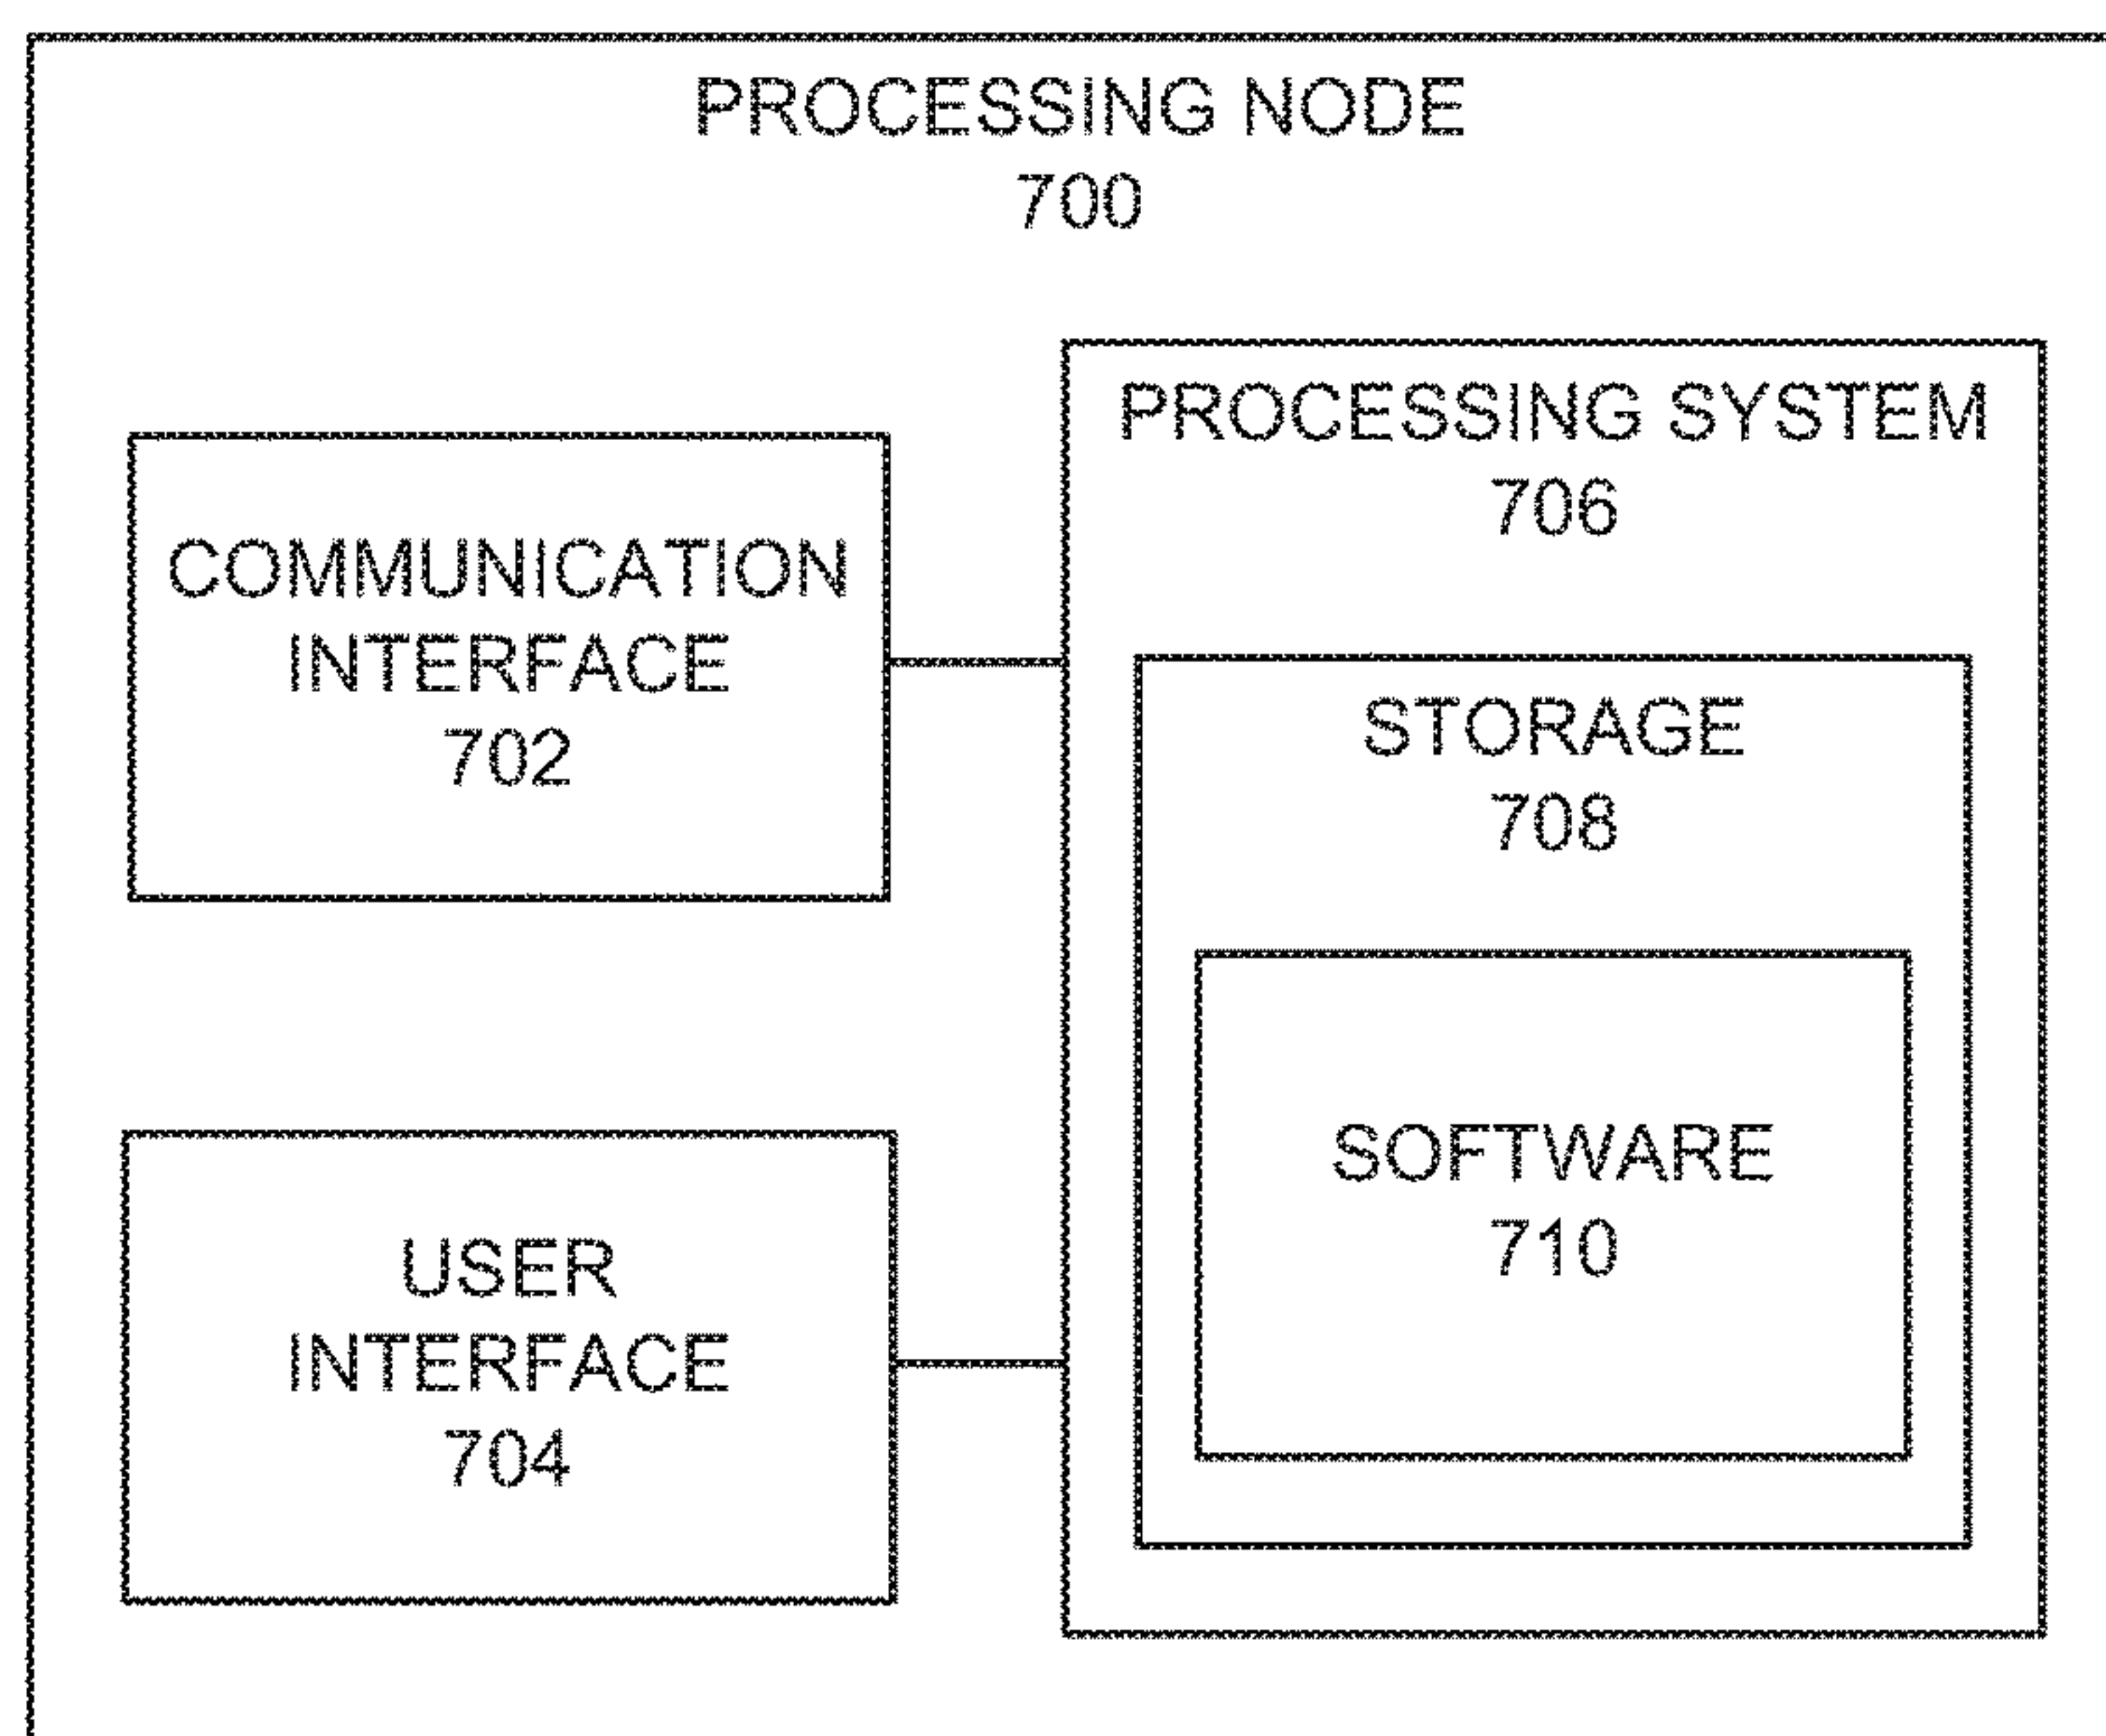 PROCESSING NODE
700
COMMUNICATION
INTERFACE
702
USER
INTERFACE
704
PROCESSING SYSTEM
706
STORAGE
708
SOFTWARE
710